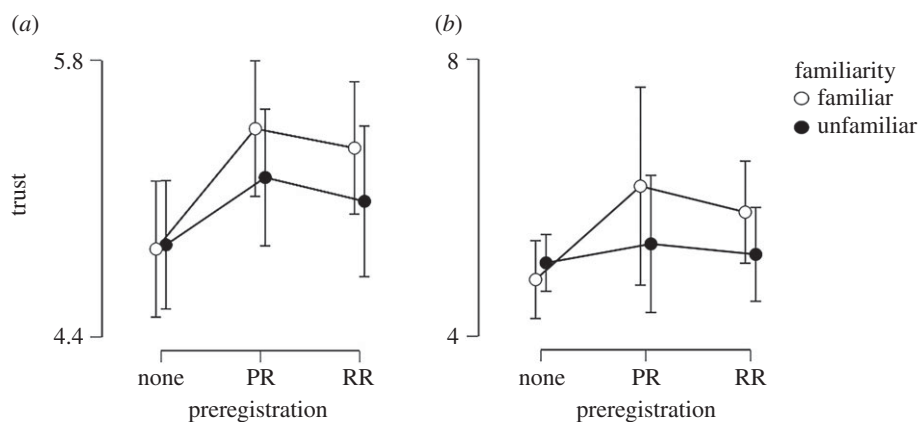 (a)
5.8
trust
4.4
none PR RR
preregistration
(b)
8
4
none PR RR
preregistration
familiarity
familiar
unfamiliar